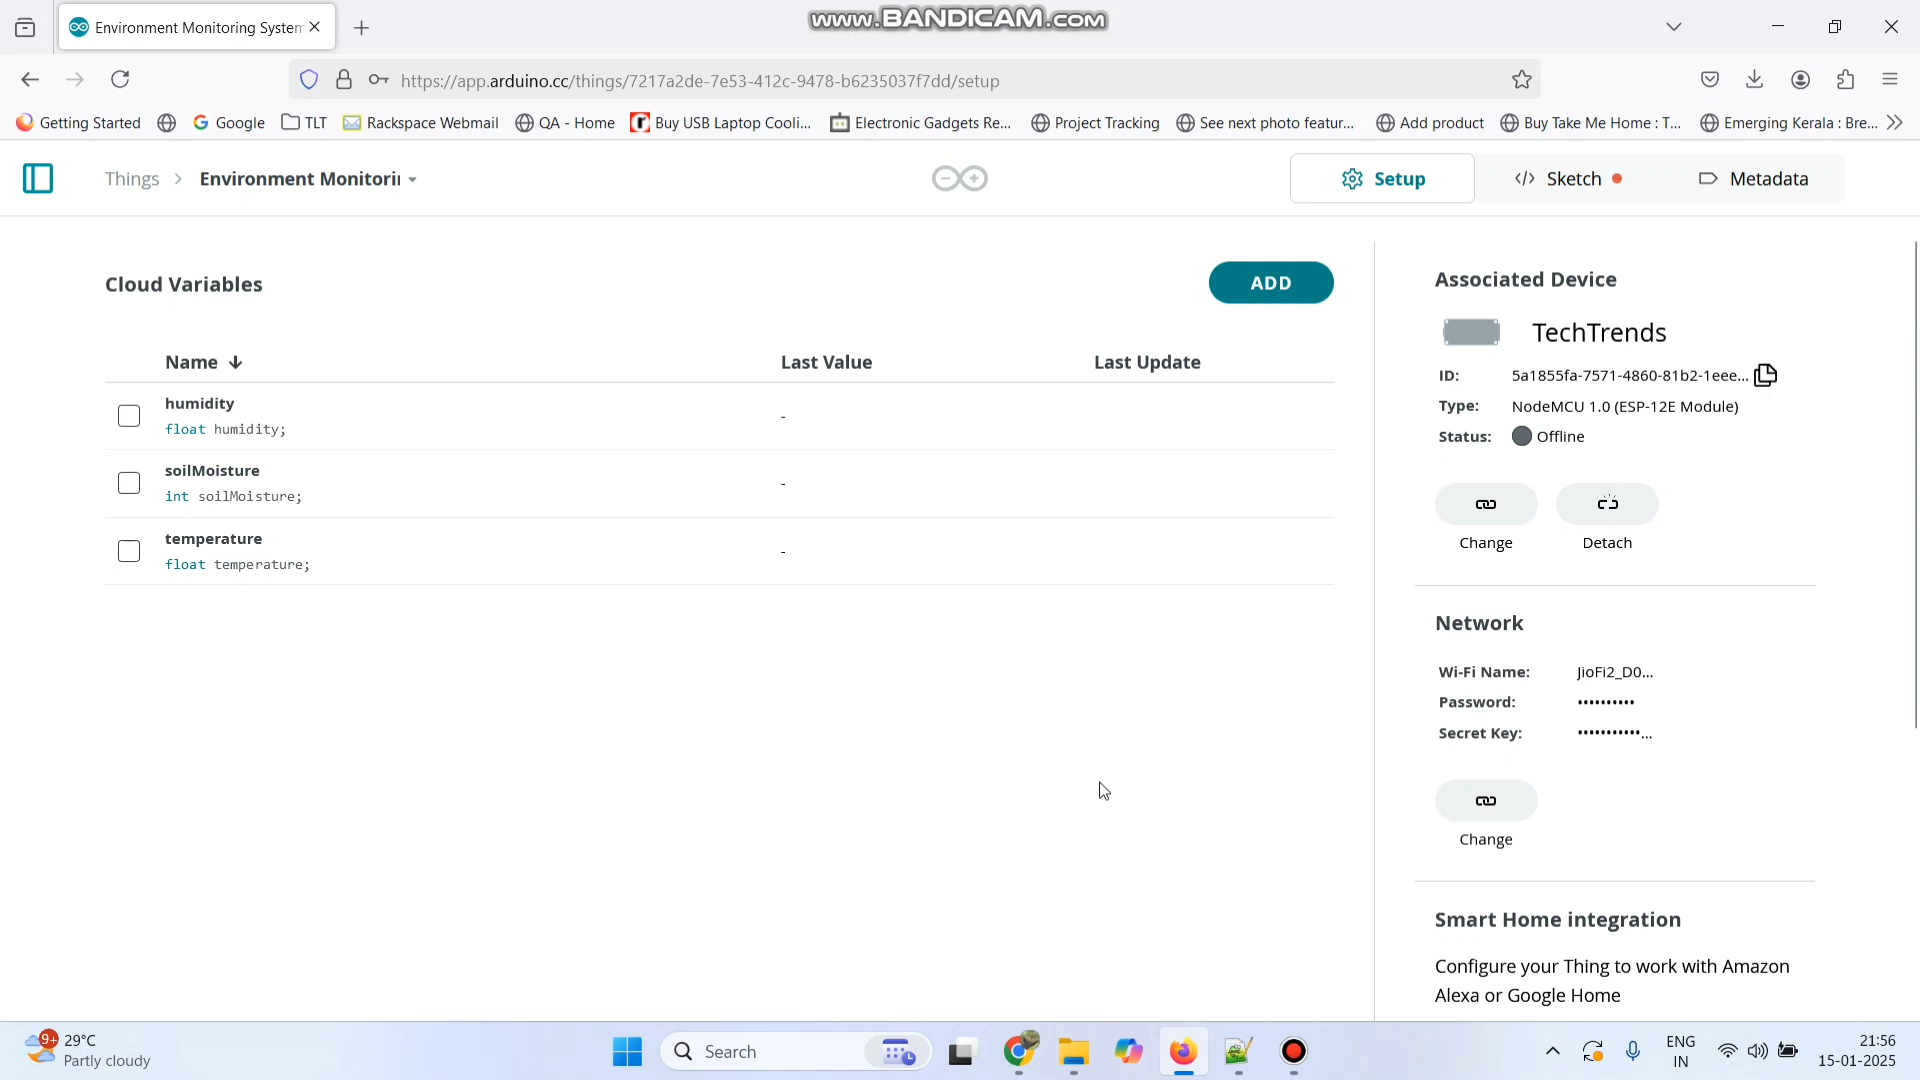 Environment Monitoring System
www.BANDICAM.com
https://app.arduino.cc/things/7217a2de-7e53-412c-9478-b6235037f7dd/setup
Getting Started
Google
TLT
Rackspace Webmail
QA - Home
Buy USB Laptop Cooli...
Electronic Gadgets Re...
Project Tracking
See next photo featur...
Add product
Buy Take Me Home : T...
Emerging Kerala : Bre...
Things > Environment Monitorin
Setup
</> Sketch
Metadata
Cloud Variables
ADD
Name
Last Value
Last Update
humidity
float humidity;
-
soilMoisture
int soilMoisture;
-
temperature
float temperature;
-
Associated Device
TechTrends
ID: 5a1855fa-7571-4860-81b2-1eee...
Type: NodeMCU 1.0 (ESP-12E Module)
Status: Offline
Change
Detach
Network
Wi-Fi Name: JioFi2_D0...
Password: ••••••••••
Secret Key: •••••••••••...
Change
Smart Home integration
Configure your Thing to work with Amazon
Alexa or Google Home
9+
29°C
Partly cloudy
Search
ENG
IN
21:56
15-01-2025